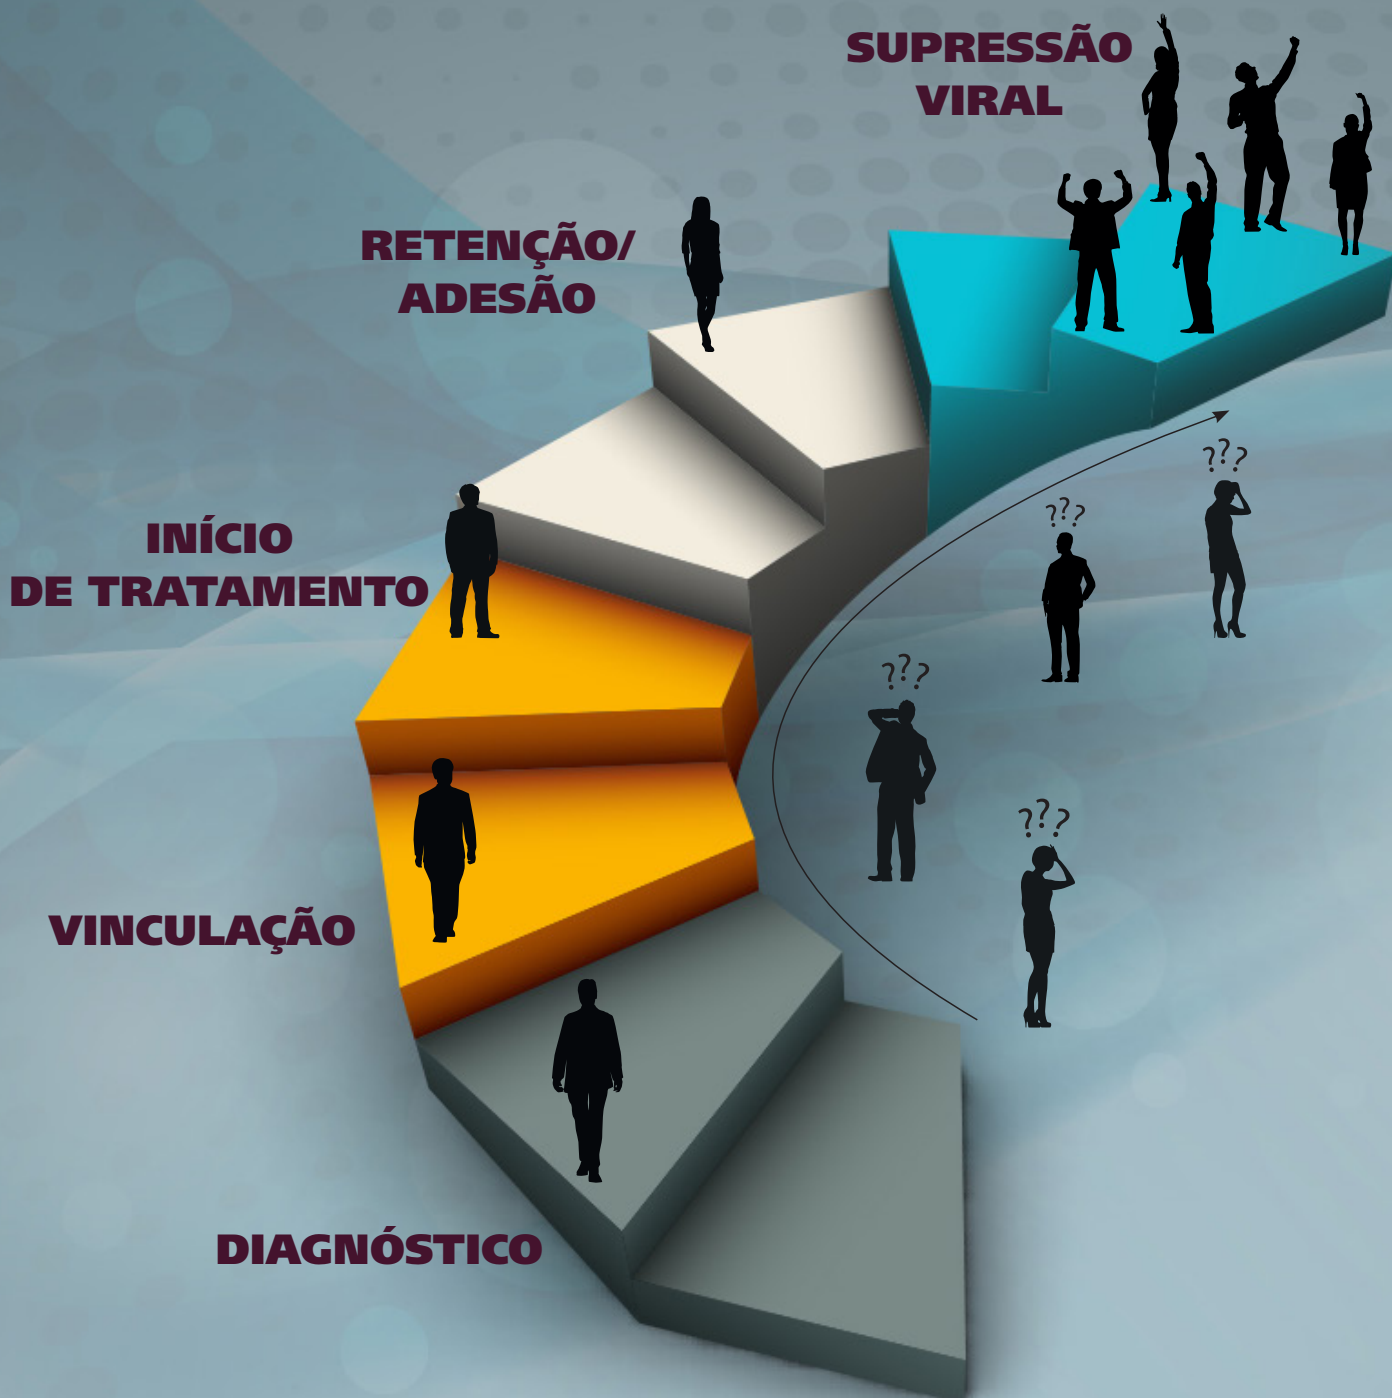 SUPRESSÃO
VIRAL
RETENÇÃO/
ADESÃO
INÍCIO
DE TRATAMENTO
VINCULAÇÃO
DIAGNÓSTICO
???
???
???
???